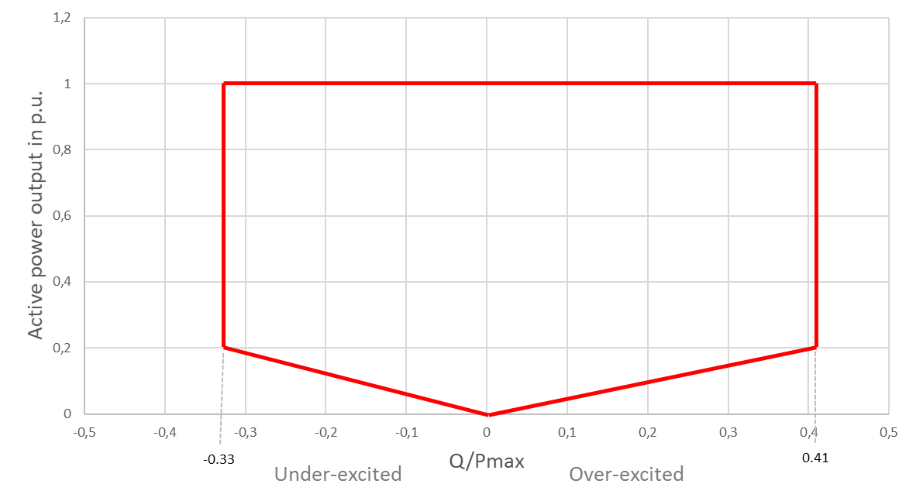 1,2
1
0,8
0,6
0,4
0,2
0
Active power output in p.u.
-0,5 -0,4 -0,3 -0,2 -0,1 0 0,1 0,2 0,3 0,4 0,5
-0.33 Q/Pmax 0.41
Under-excited Over-excited